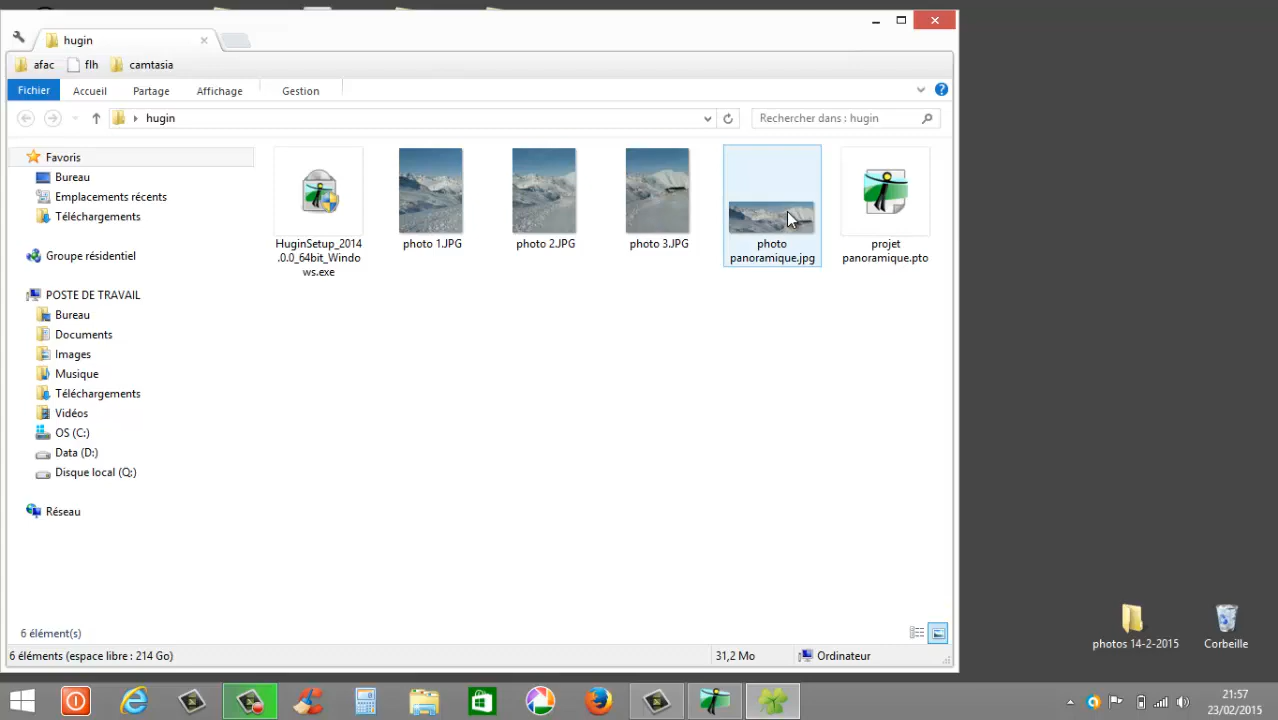 hugin
afac
flh
camtasia
Fichier
Accueil
Partage
Affichage
Gestion
hugin
Rechercher dans : hugin
Favoris
Bureau
Emplacements récents
Téléchargements
Groupe résidentiel
POSTE DE TRAVAIL
Bureau
Documents
Images
Musique
Téléchargements
Vidéos
OS (C:)
Data (D:)
Disque local (Q:)
Réseau
HuginSetup_2014
.0.0_64bit_Windo
ws.exe
photo 1.JPG
photo 2.JPG
photo 3.JPG
photo
panoramique.jpg
projet
panoramique.pto
6 élément(s)
6 éléments (espace libre : 214 Go)
31,2 Mo
Ordinateur
photos 14-2-2015
Corbeille
21:57
23/02/2015